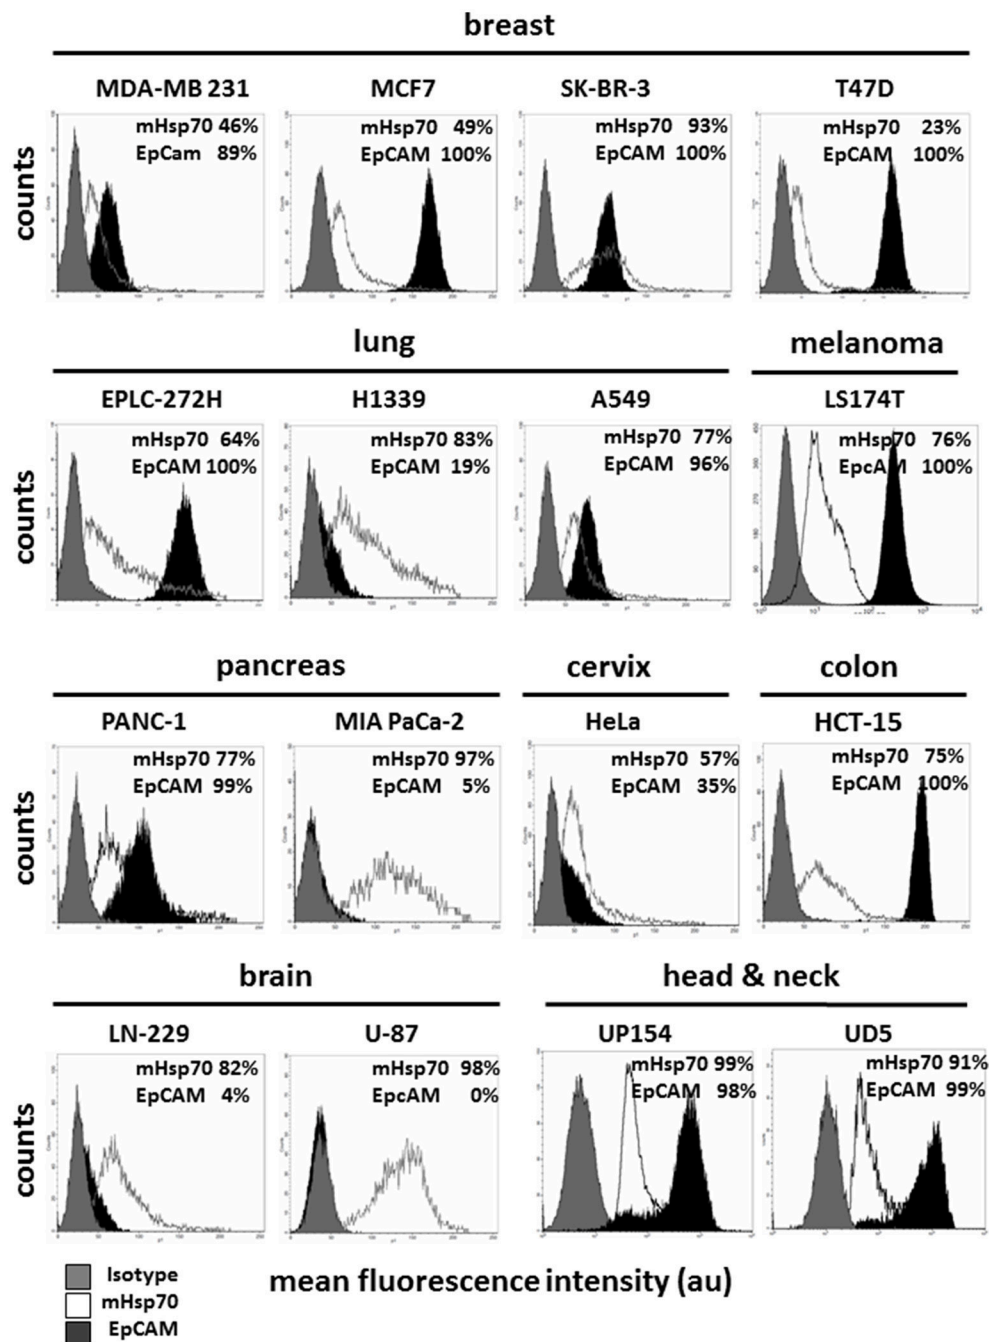 breast
MDA-MB 231 MCF7 SK-BR-3 T47D
mHsp70 46% mHsp70 49% mHsp70 93% mHsp70 23%
EpCam 89% EpCAM 100% EpCAM 100% EpCAM 100%
counts
lung melanoma
EPLC-272H H1339 A549 LS174T
mHsp70 64% mHsp70 83% mHsp70 77% mHsp70 76%
EpCAM 100% EpCAM 19% EpCAM 96% EpcAM 100%
counts
pancreas cervix colon
PANC-1 MIA PaCa-2 HeLa HCT-15
mHsp70 77% mHsp70 97% mHsp70 57% mHsp70 75%
EpCAM 99% EpCAM 5% EpCAM 35% EpCAM 100%
counts
brain head & neck
LN-229 U-87 UP154 UD5
mHsp70 82% mHsp70 98% mHsp70 99% mHsp70 91%
EpCAM 4% EpcAM 0% EpCAM 98% EpCAM 99%
counts
mean fluorescence intensity (au)
Isotype
mHsp70
EpCAM